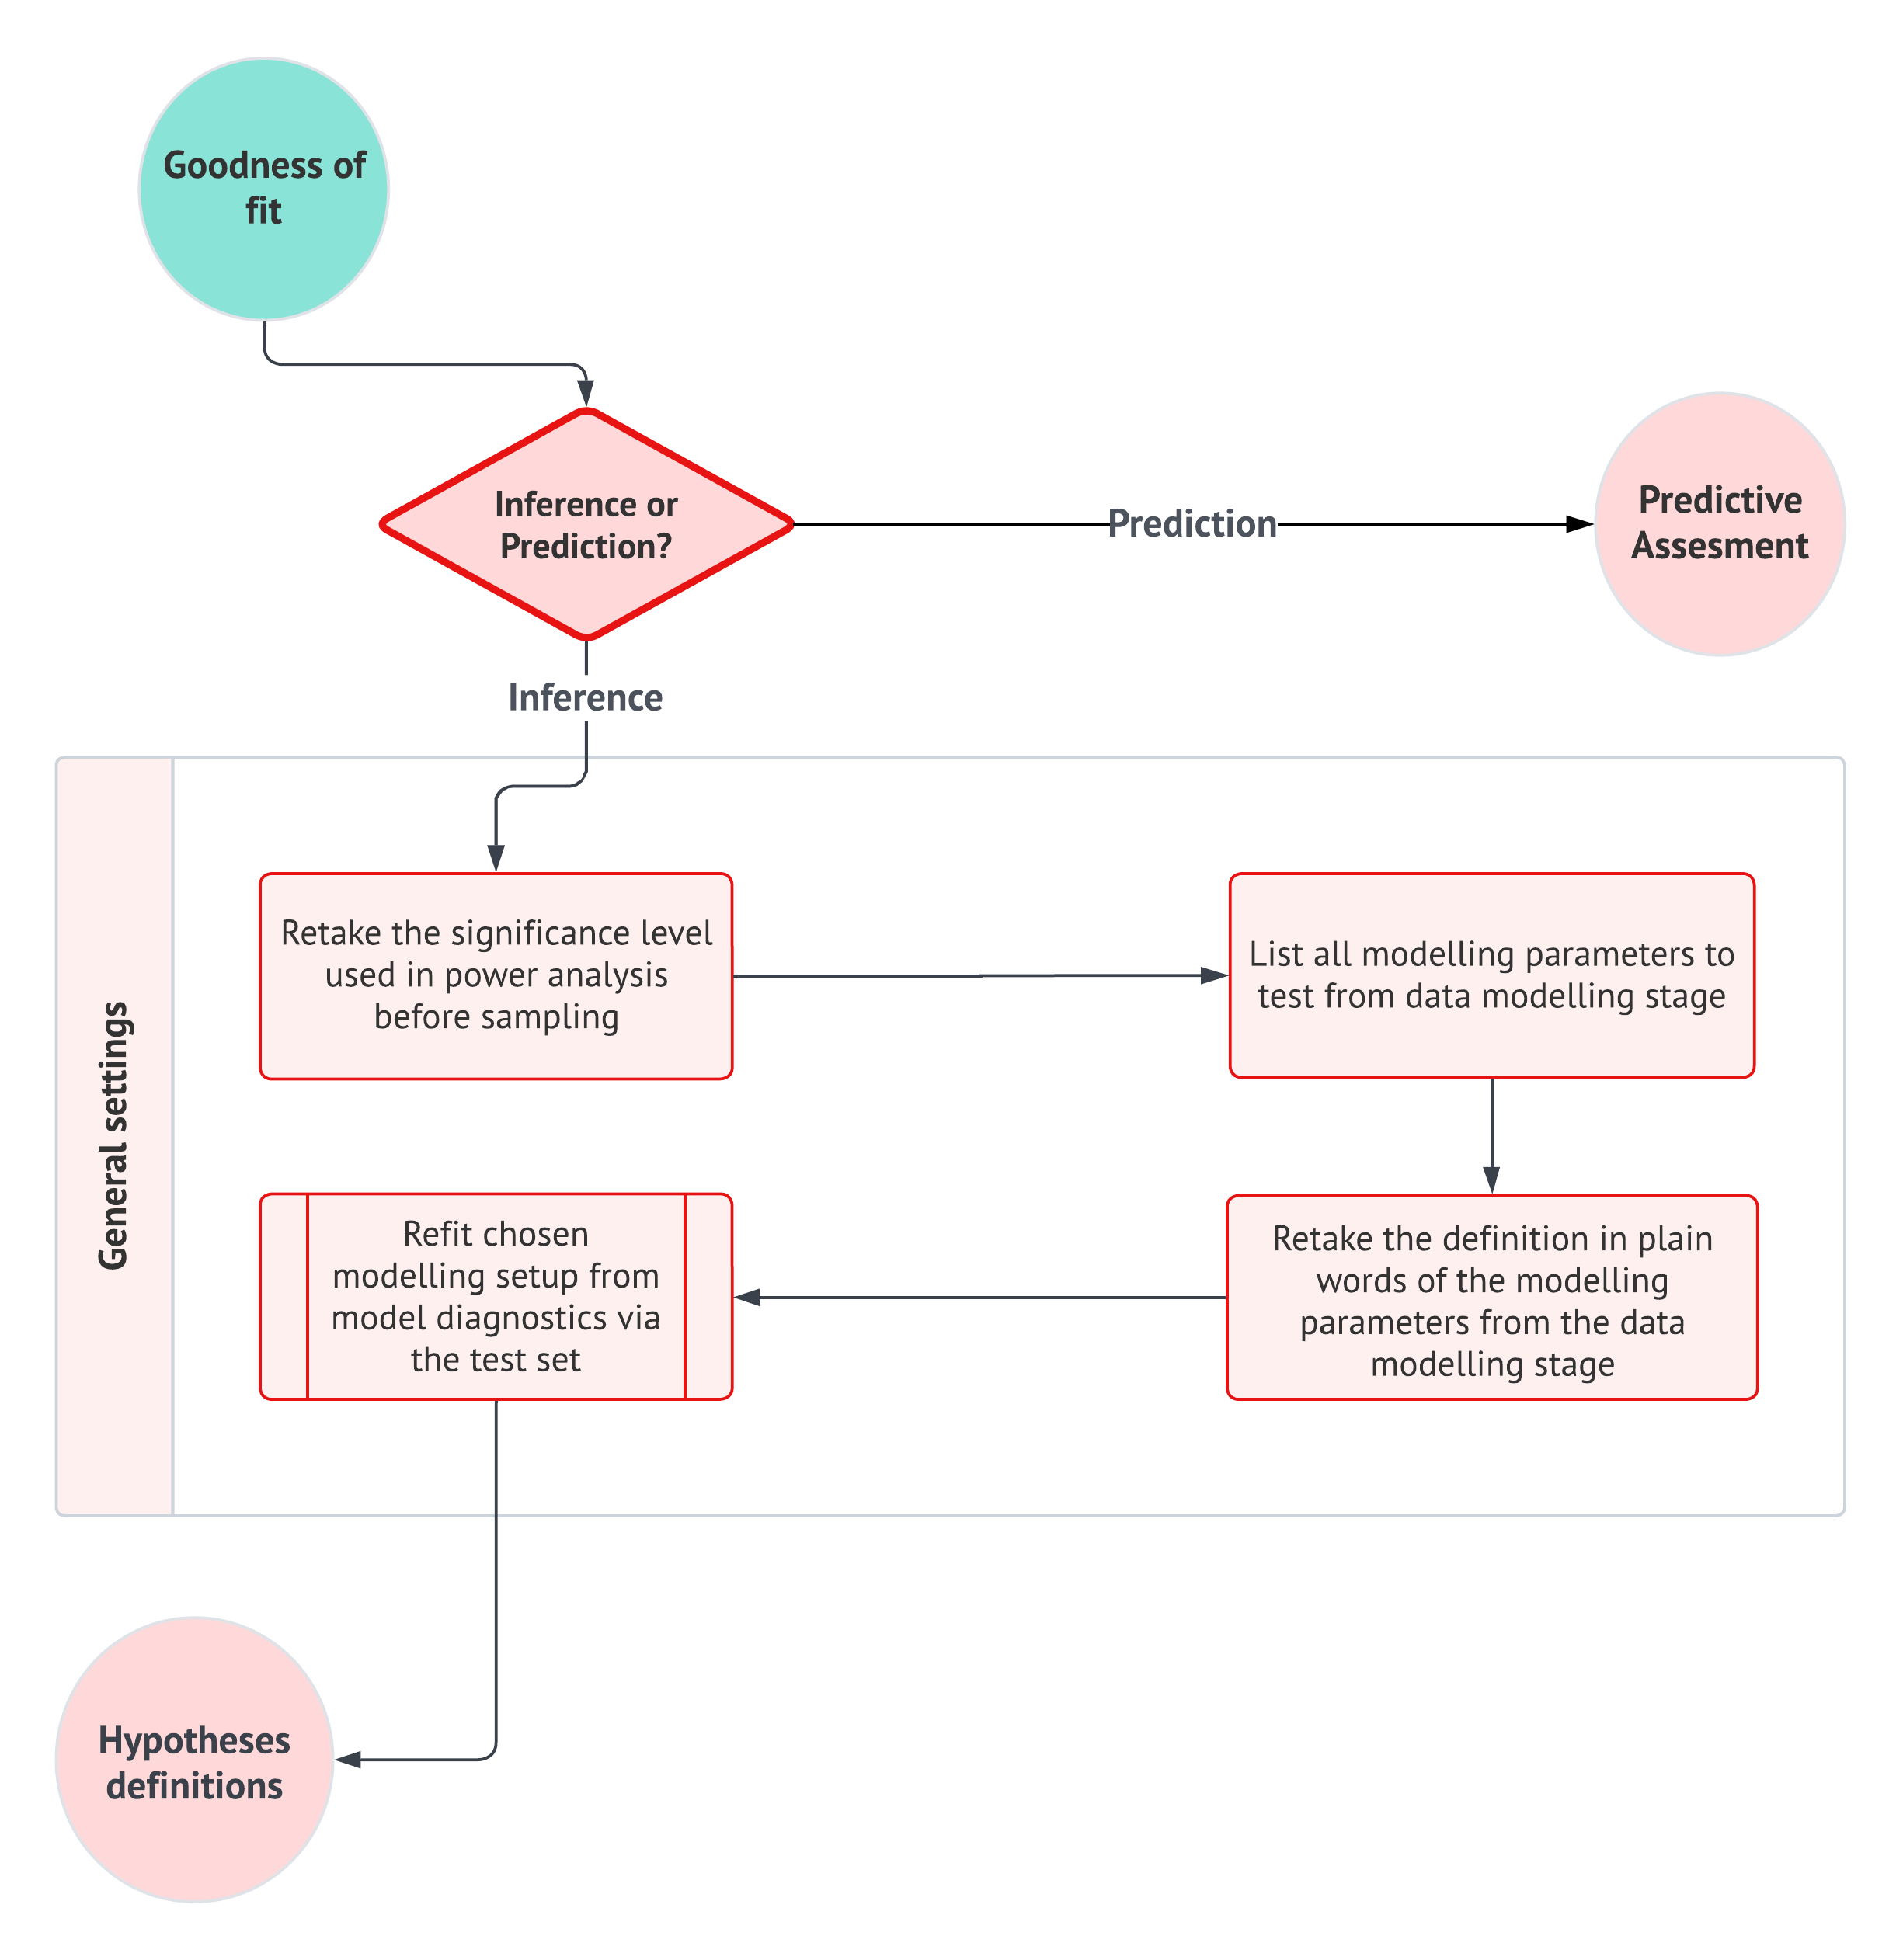 Goodness of
fit
Inference or
Prediction?
Prediction
Predictive
Assesment
Inference
General settings
Retake the significance level
used in power analysis
before sampling
List all modelling parameters to
test from data modelling stage
Retake the definition in plain
words of the modelling
parameters from the data
modelling stage
Refit chosen
modelling setup from
model diagnostics via
the test set
Hypotheses
definitions